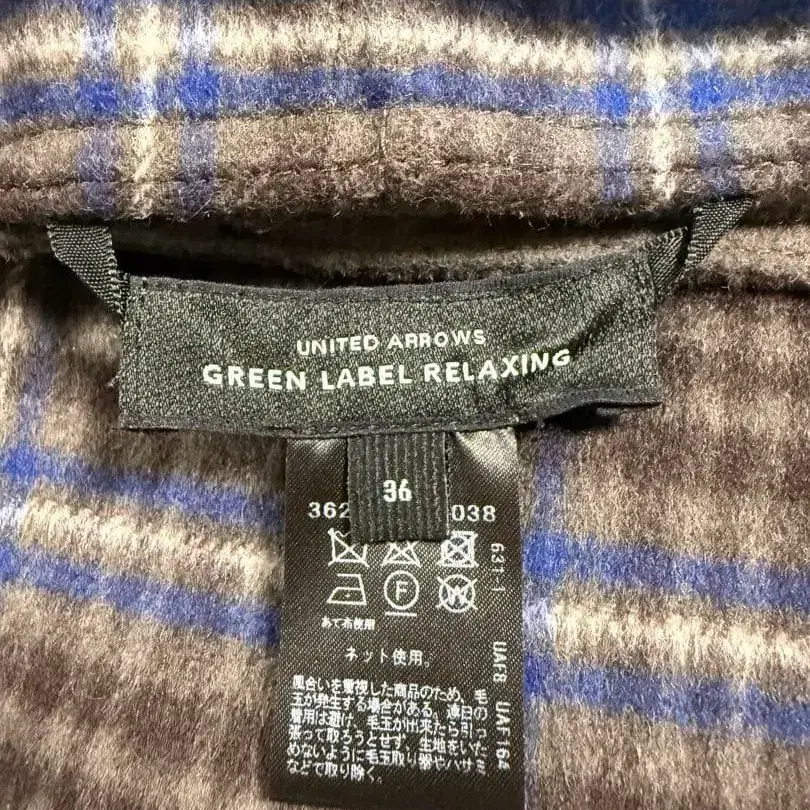 UNITED ARROWS
GREEN LABEL RELAXING
36
362
038
631-1
F
W
あて布使用
ネット使用。
UAF8 UAF164
風合いを重視した商品のため、毛
玉が発生する場合がある。連日の
着用は避け、毛玉が出来たら引っ
張って取ろうとせず、生地をいた
めないように毛玉取り器やハサミ
などで取り除く。